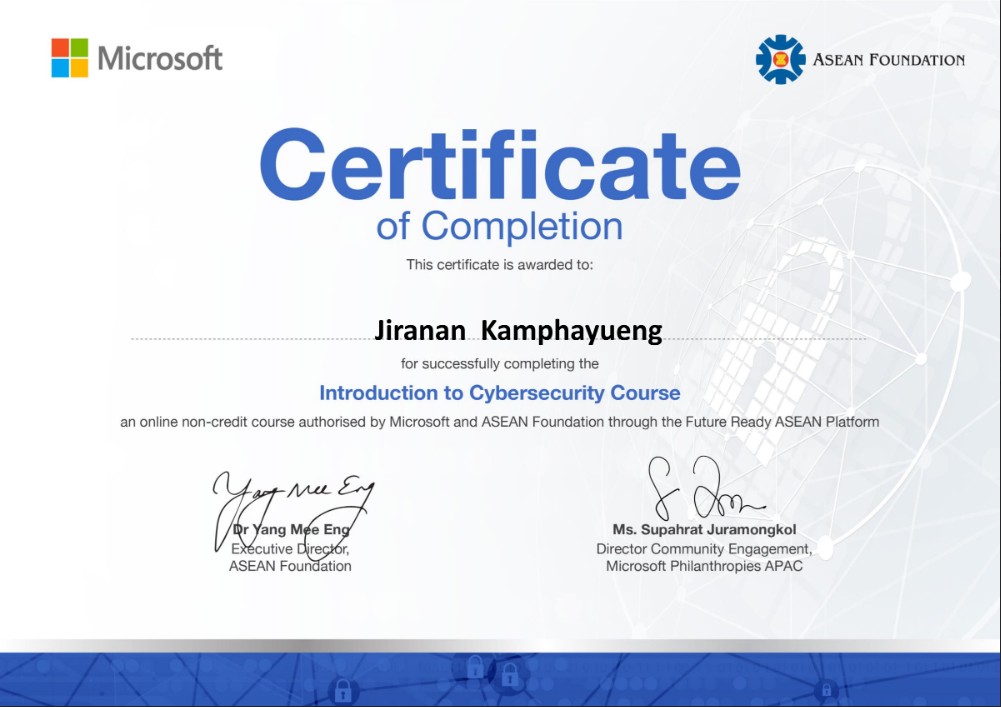 Microsoft
ASEAN FOUNDATION
Certificate
of Completion
This certificate is awarded to:
Jiranan Kamphayueng
for successfully completing the
Introduction to Cybersecurity Course
an online non-credit course authorised by Microsoft and ASEAN Foundation through the Future Ready ASEAN Platform
Yang Mee Eng
Dr Yang Mee Eng
Executive Director,
ASEAN Foundation
Ms. Supahrat Juramongkol
Director Community Engagement,
Microsoft Philanthropies APAC